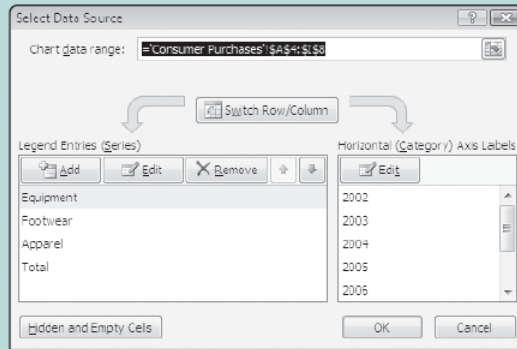 Select Data Source
Chart data range: ='Consumer Purchases'!$A$4:$I$8
Switch Row/Column
Legend Entries (Series)
Horizontal (Category) Axis Labels
Add Edit Remove
Edit
Equipment
Footwear
Apparel
Total
2002
2003
2004
2005
2006
Hidden and Empty Cells
OK Cancel